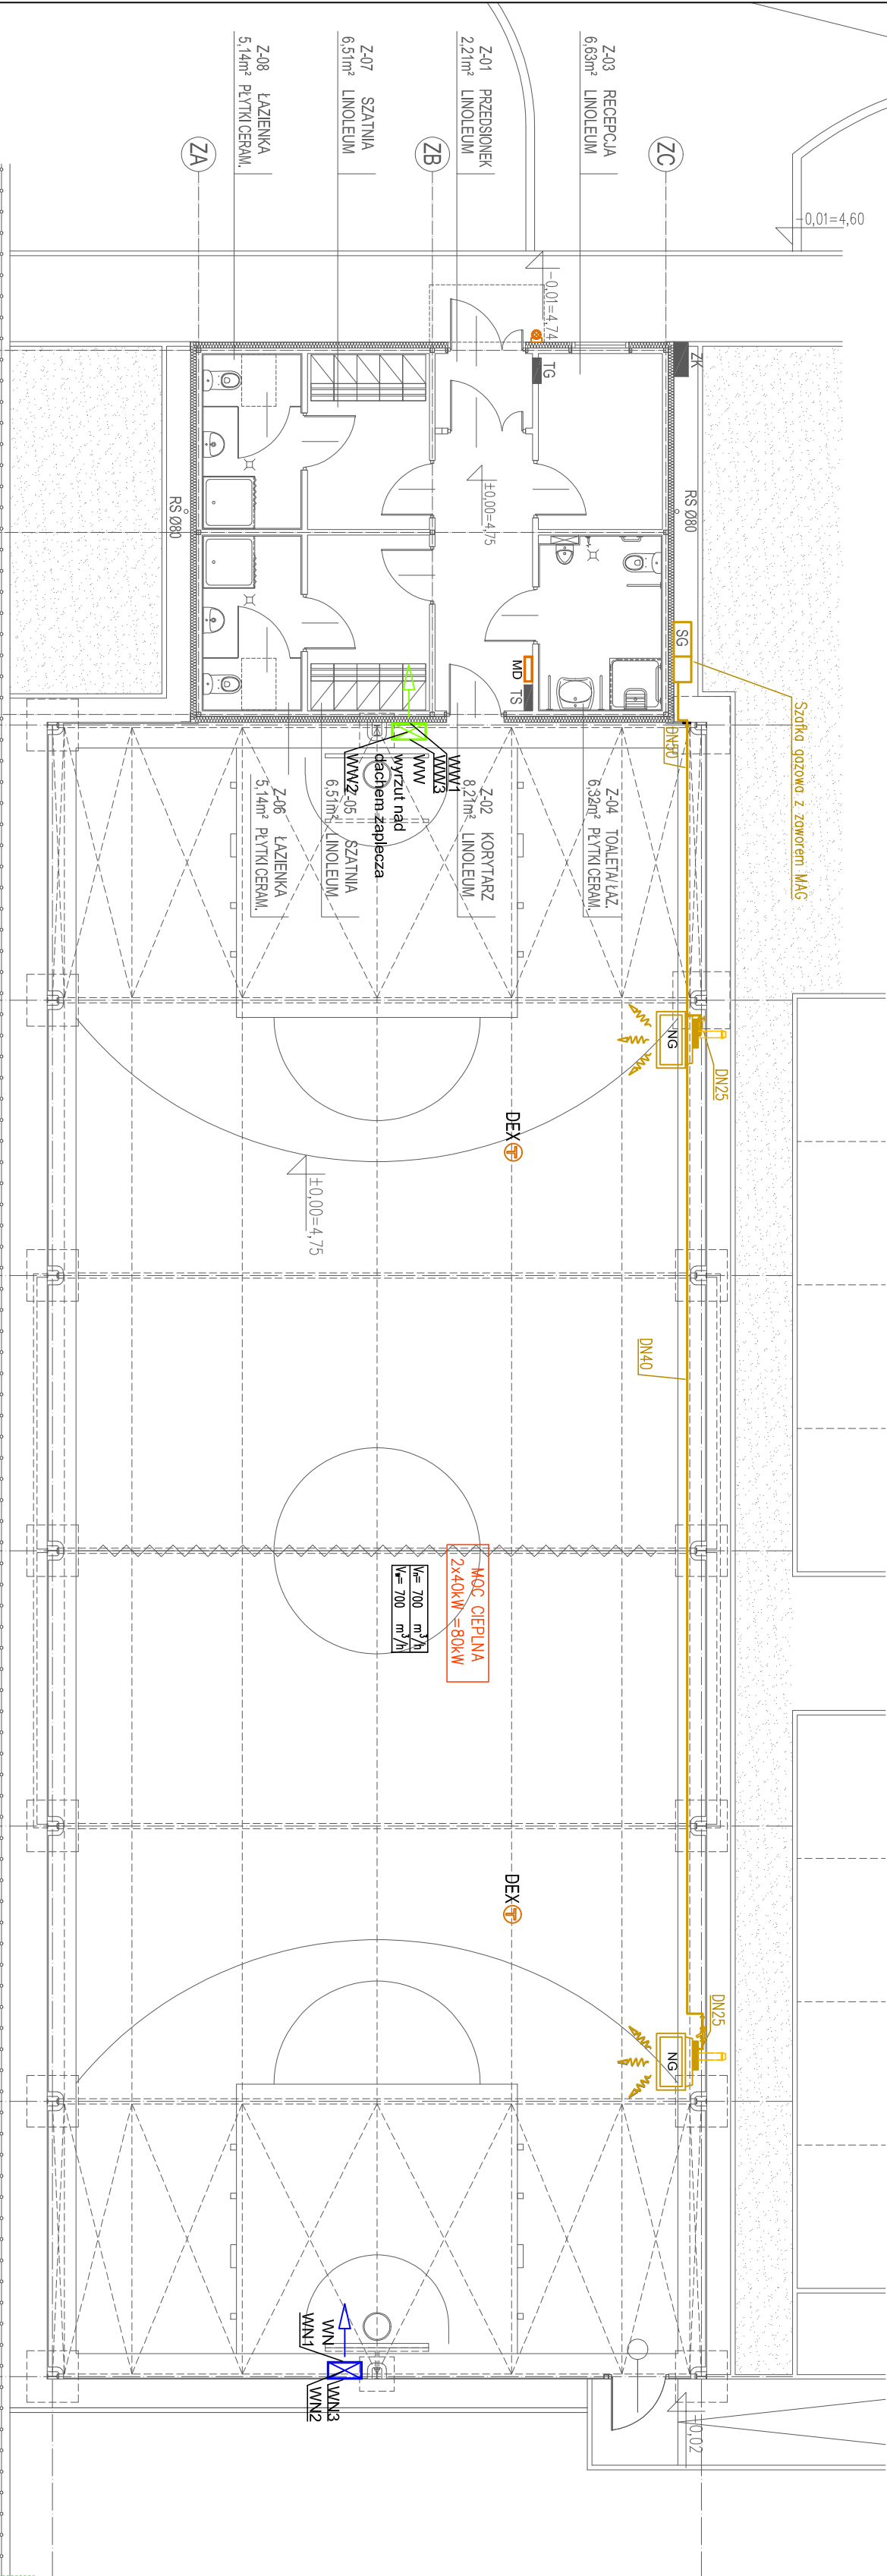 Z-03 RECEPCJA
6,63m² LINOLEUM
Z-01 PRZEDSIONEK
2,21m² LINOLEUM
Z-07 SZATNIA
6,51m² LINOLEUM
Z-08 ŁAZIENKA
5,14m² PŁYTKI CERAM.
ZC
ZB
ZA
-0,01=4,60
-0,01=4,74
ZK
TG
±0,00=4,75
RS Ø80
RS Ø80
SG
MD
TS
Szafka gazowa z zaworem MAG
DN50
Z-04 TOALETA/ŁAZ.
6,32m² PŁYTKI CERAM.
Z-02 KORYTARZ
8,21m² LINOLEUM
WW1
WW3
WW
wyrzut nad
dachem zaplecza
WW2
Z-05 SZATNIA
6,51m² LINOLEUM
Z-06 ŁAZIENKA
5,14m² PŁYTKI CERAM.
NG
DN25
DEX T
±0,00=4,75
DN40
MOC CIEPLNA
2x40kW =80kW
Vn= 700 m³/h
Vw= 700 m³/h
DEX T
DN25
NG
WN
WN1
WN3
WN2
-0,02